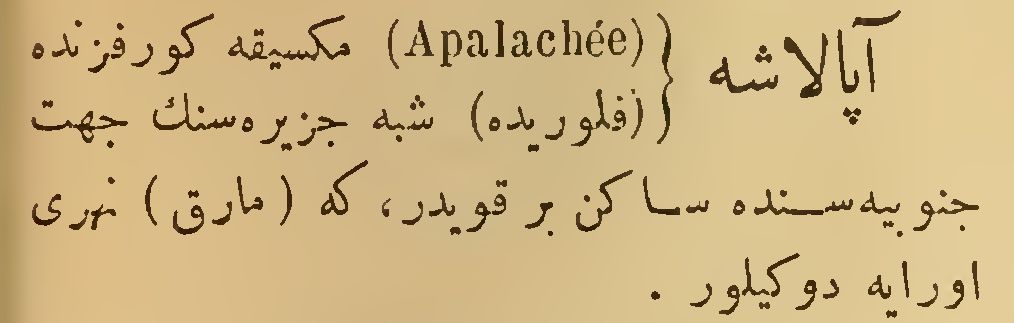 آپالاشه {(Apalachée) مكسيقه كورفزنده
(فلوريده) شبه جزيره‌سنك جهت
جنوبيه‌سنده ساكن بر قويدر، كه (مارق) نهرى
اورايه دوكيلور .